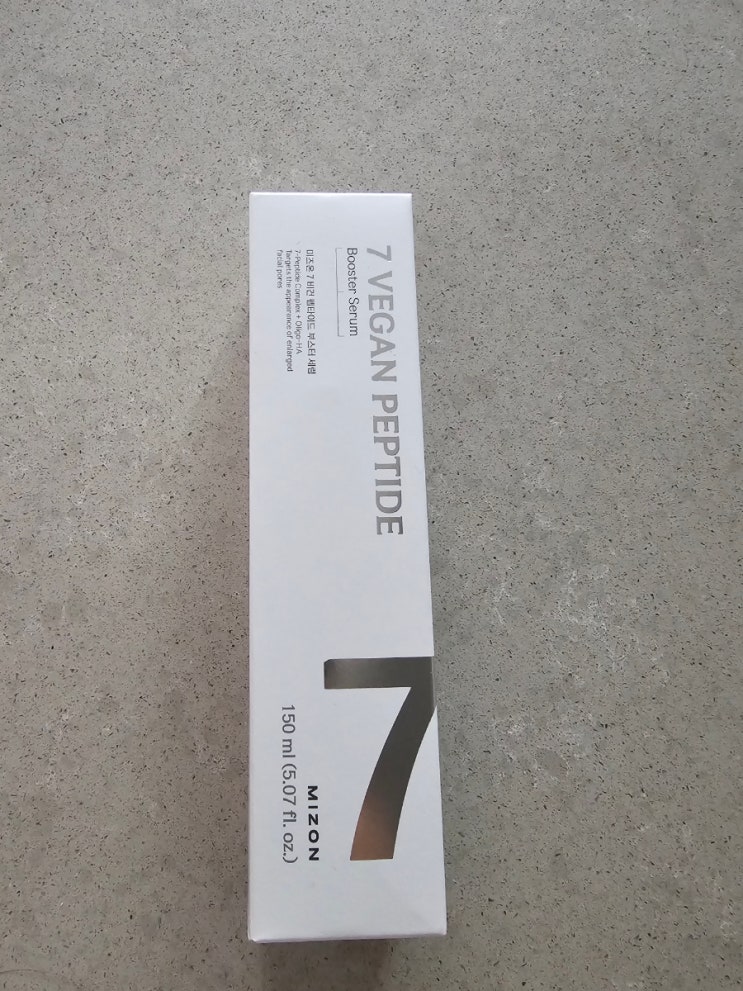 7 VEGAN PEPTIDE
Booster Serum
미즈온 7 비건 펩타이드 부스터 세럼
7-Peptide Complex + Oligo-HA
Targets the appearance of enlarged
facial pores
7
MIZON
150 ml (5.07 fl. oz.)